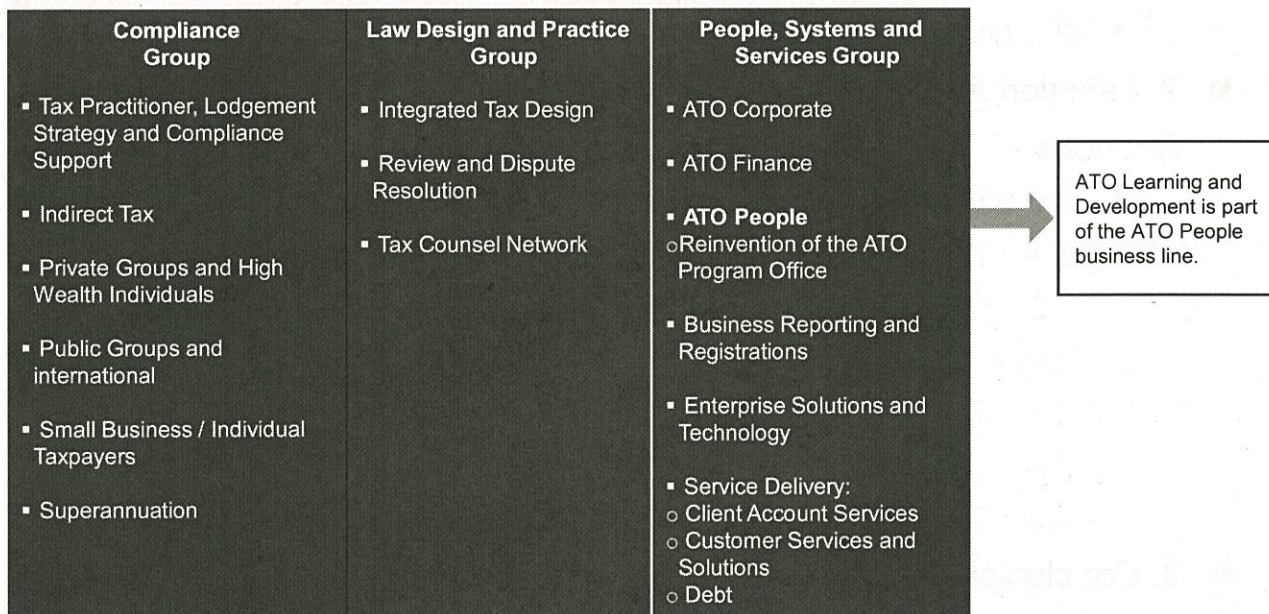 Compliance
Group
▪ Tax Practitioner, Lodgement
Strategy and Compliance
Support
▪ Indirect Tax
▪ Private Groups and High
Wealth Individuals
▪ Public Groups and
international
▪ Small Business / Individual
Taxpayers
▪ Superannuation
Law Design and Practice
Group
▪ Integrated Tax Design
▪ Review and Dispute
Resolution
▪ Tax Counsel Network
People, Systems and
Services Group
▪ ATO Corporate
▪ ATO Finance
▪ ATO People
○Reinvention of the ATO
Program Office
▪ Business Reporting and
Registrations
▪ Enterprise Solutions and
Technology
▪ Service Delivery:
○ Client Account Services
○ Customer Services and
Solutions
○ Debt
ATO Learning and
Development is part
of the ATO People
business line.